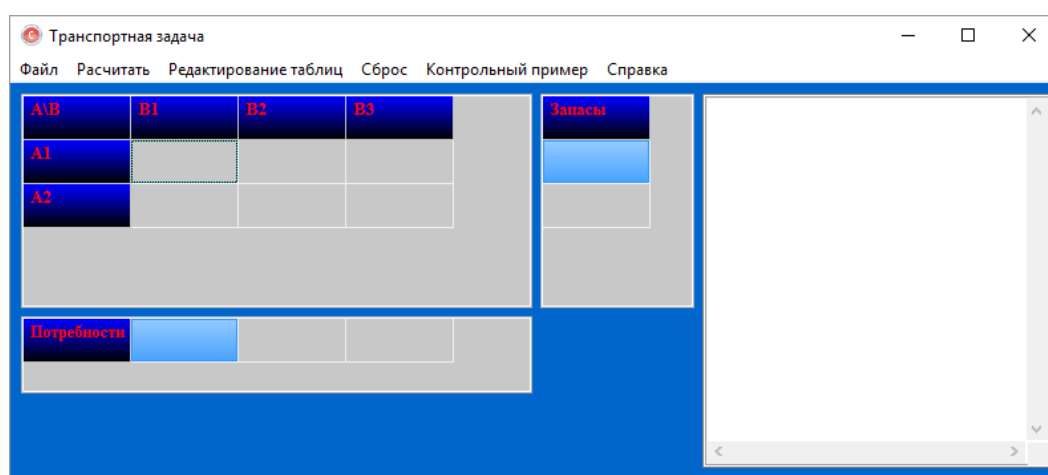 Транспортная задача
Файл Расчитать Редактирование таблиц Сброс Контрольный пример Справка
A\B B1 B2 B3 Запасы
A1
A2
Потребности